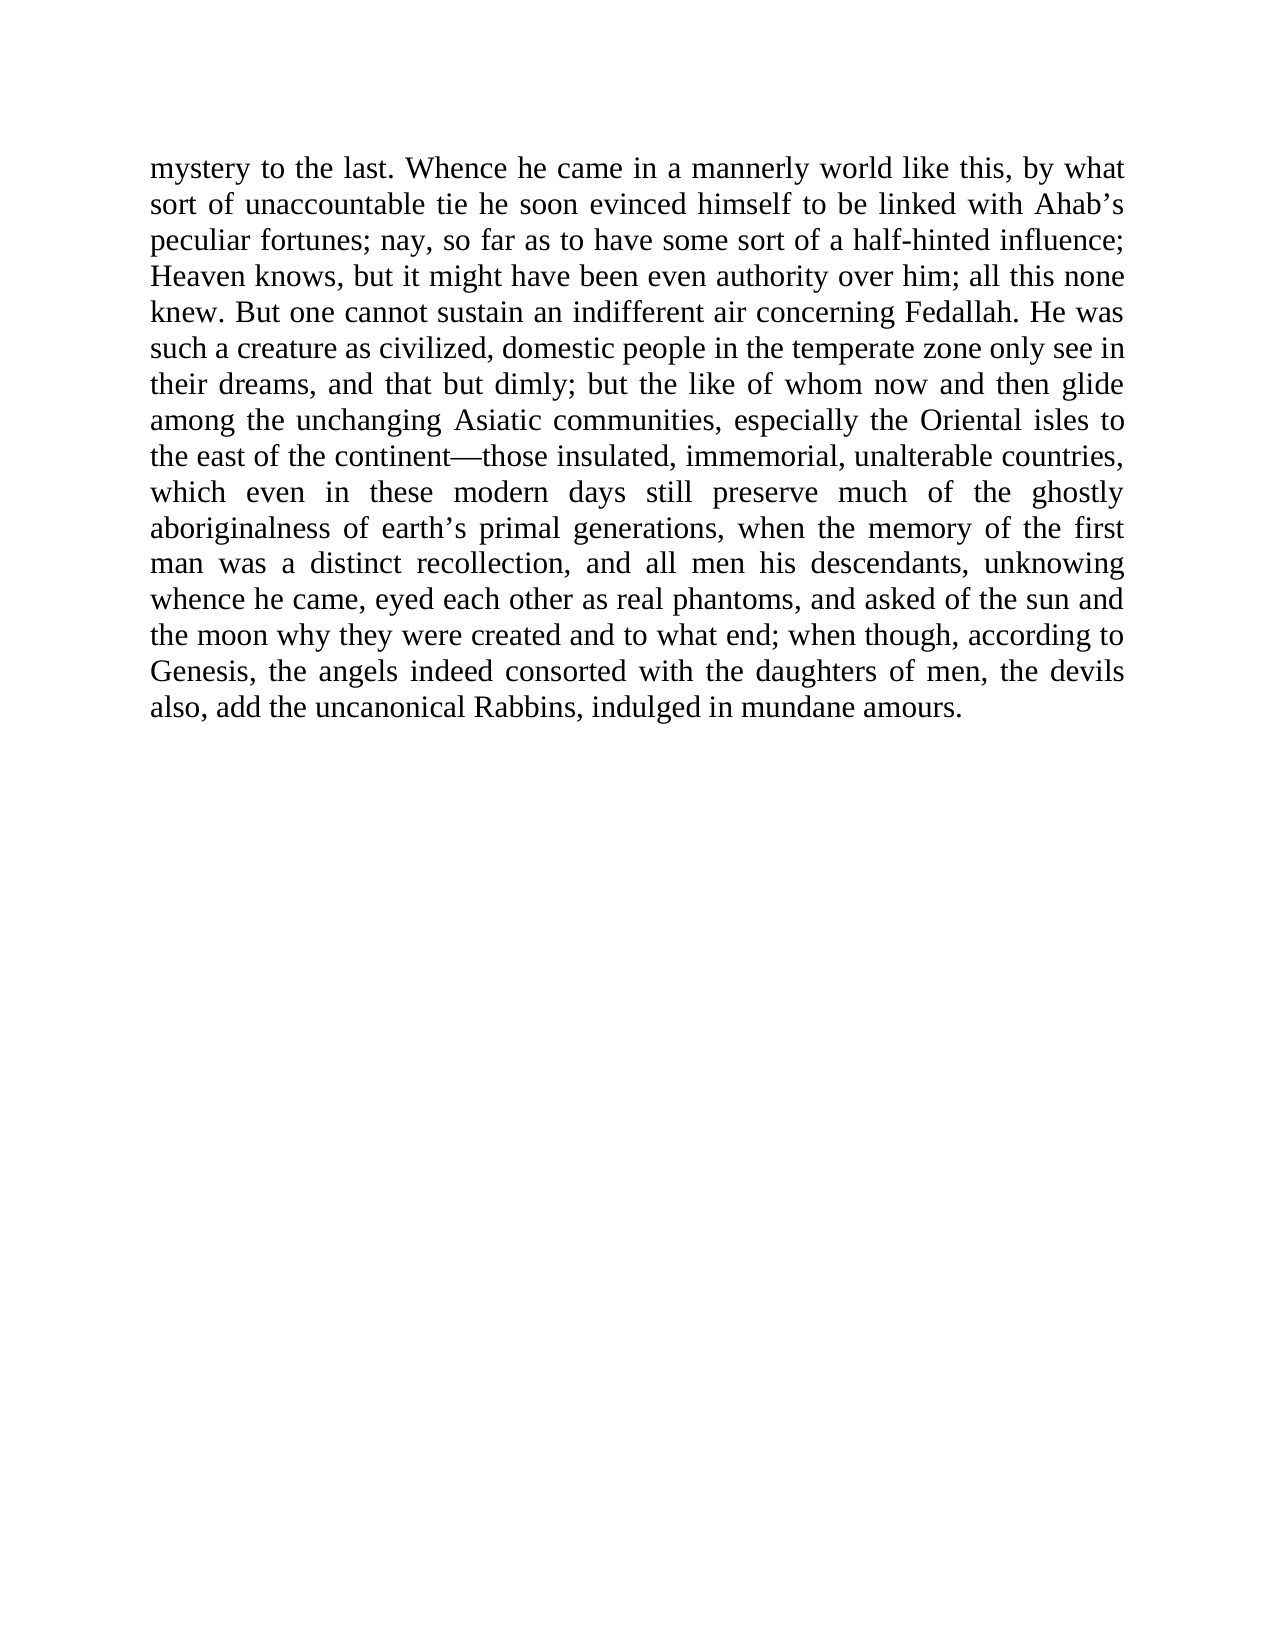 mystery to the last. Whence he came in a mannerly world like this, by what
sort of unaccountable tie he soon evinced himself to be linked with Ahab’s
peculiar fortunes; nay, so far as to have some sort of a half-hinted influence;
Heaven knows, but it might have been even authority over him; all this none
knew. But one cannot sustain an indifferent air concerning Fedallah. He was
such a creature as civilized, domestic people in the temperate zone only see in
their dreams, and that but dimly; but the like of whom now and then glide
among the unchanging Asiatic communities, especially the Oriental isles to
the east of the continent—those insulated, immemorial, unalterable countries,
which even in these modern days still preserve much of the ghostly
aboriginalness of earth’s primal generations, when the memory of the first
man was a distinct recollection, and all men his descendants, unknowing
whence he came, eyed each other as real phantoms, and asked of the sun and
the moon why they were created and to what end; when though, according to
Genesis, the angels indeed consorted with the daughters of men, the devils
also, add the uncanonical Rabbins, indulged in mundane amours.